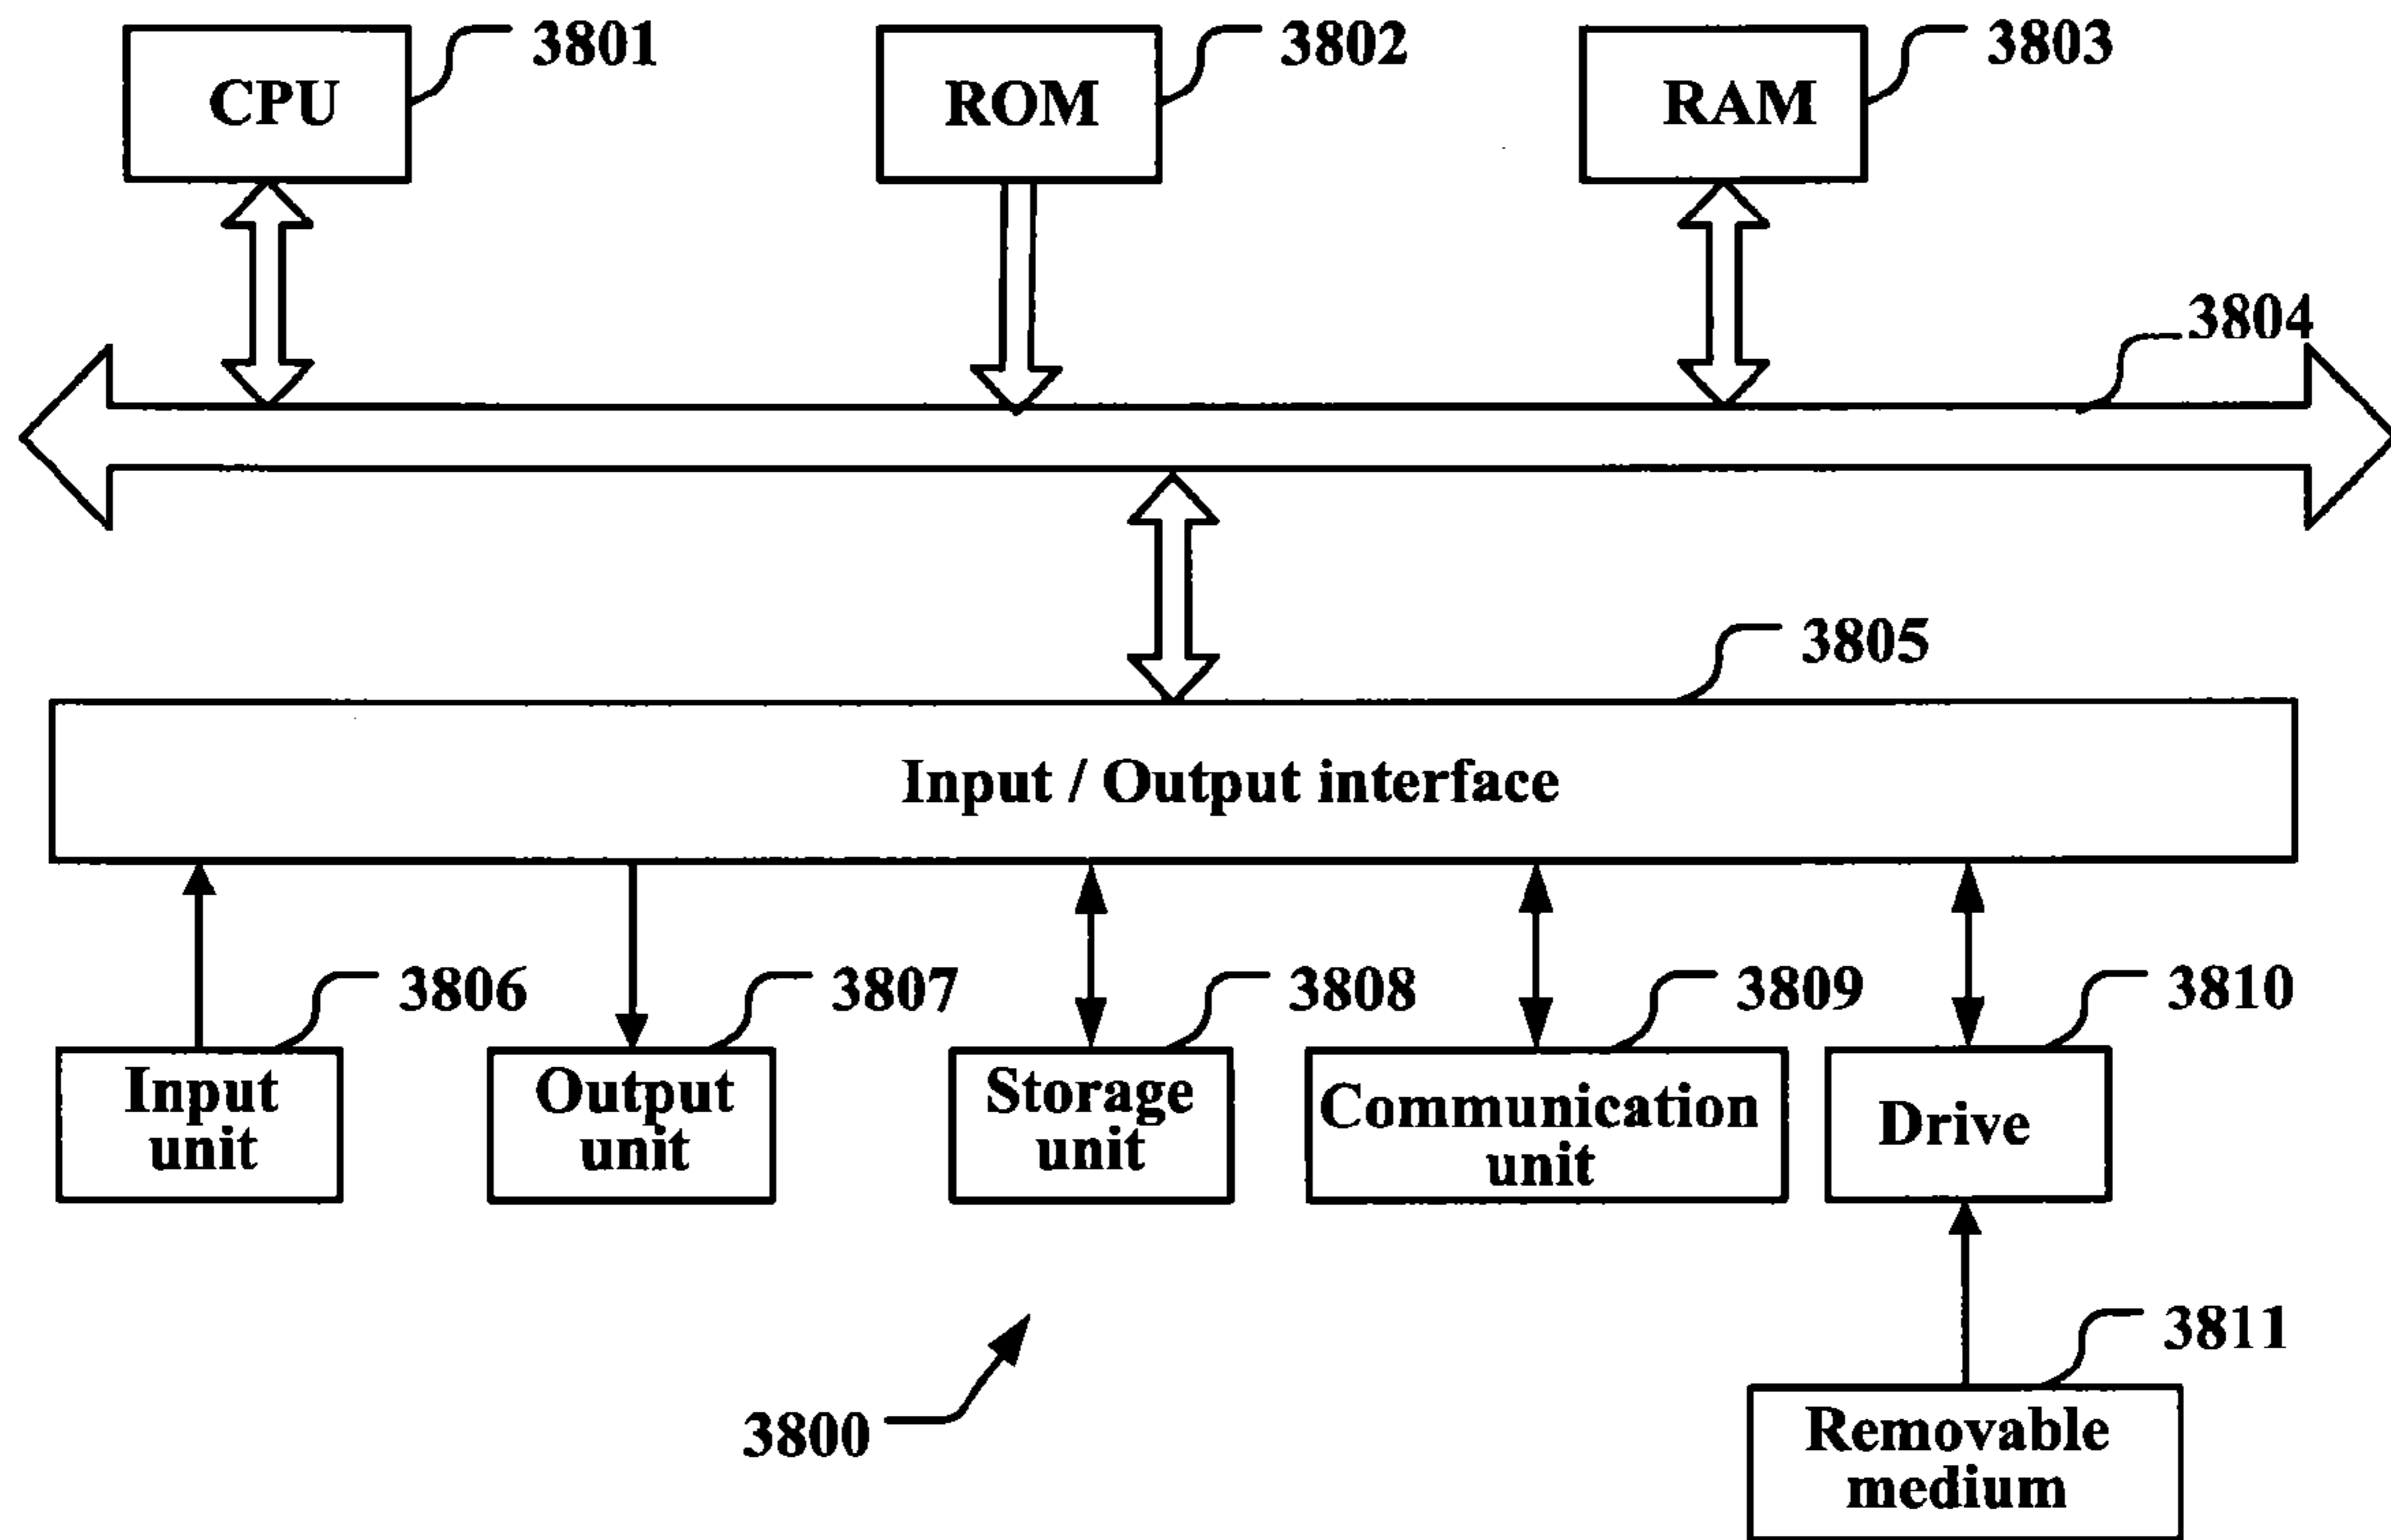 CPU
3801
ROM
3802
RAM
3803
3804
3805
Input / Output interface
3806
3807
3808
3809
3810
Input
unit
Output
unit
Storage
unit
Communication
unit
Drive
3811
3800
Removable
medium